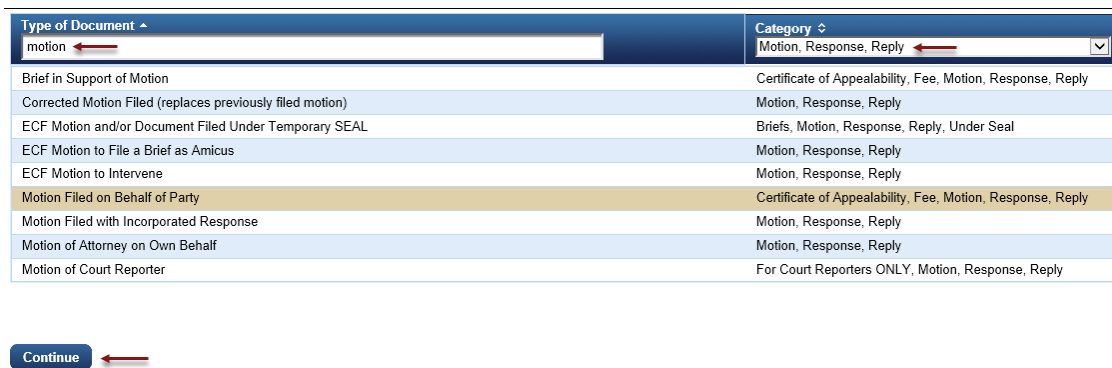 Type of Document Category
motion Motion, Response, Reply
Brief in Support of Motion Certificate of Appealability, Fee, Motion, Response, Reply
Corrected Motion Filed (replaces previously filed motion) Motion, Response, Reply
ECF Motion and/or Document Filed Under Temporary SEAL Briefs, Motion, Response, Reply, Under Seal
ECF Motion to File a Brief as Amicus Motion, Response, Reply
ECF Motion to Intervene Motion, Response, Reply
Motion Filed on Behalf of Party Certificate of Appealability, Fee, Motion, Response, Reply
Motion Filed with Incorporated Response Motion, Response, Reply
Motion of Attorney on Own Behalf Motion, Response, Reply
Motion of Court Reporter For Court Reporters ONLY, Motion, Response, Reply
Continue